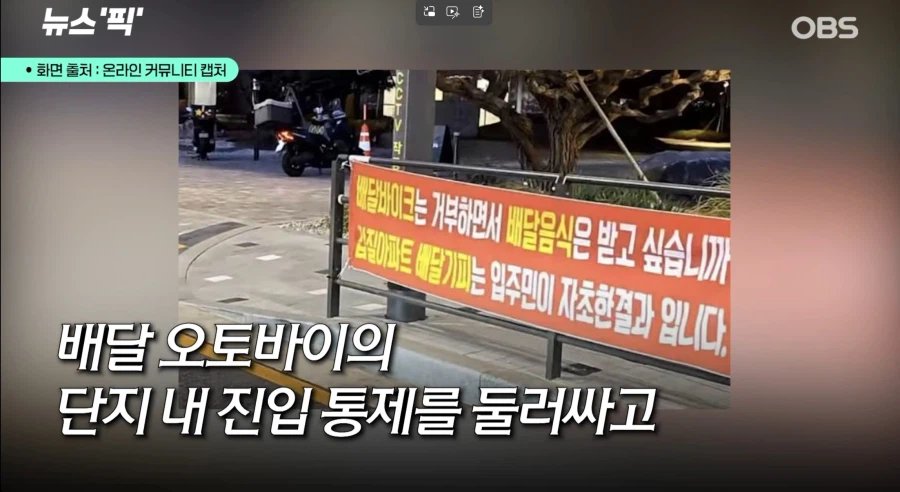 뉴스 '픽'
OBS
• 화면 출처 : 온라인 커뮤니티 캡처
CCTV 작
배달바이크는 거부하면서 배달음식은 받고 싶습니까
갑질아파트 배달기피는 입주민이 자초한결과 입니다.
배달 오토바이의
단지 내 진입 통제를 둘러싸고